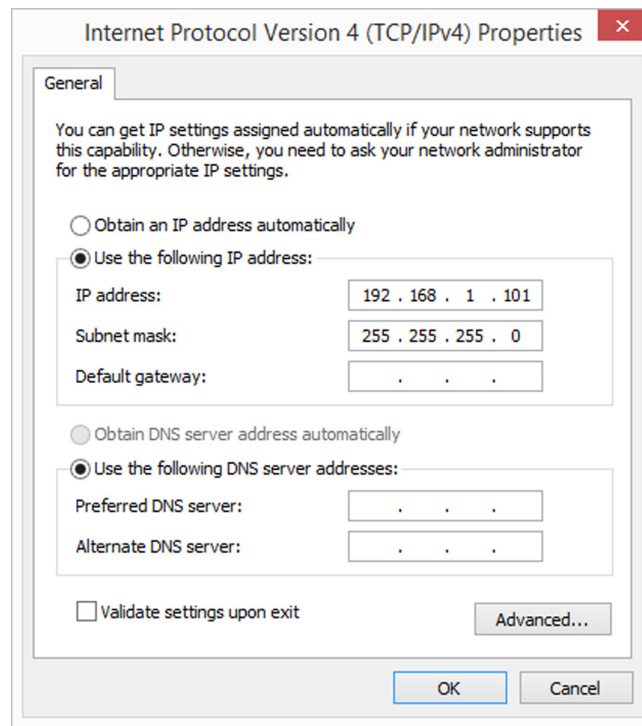 Internet Protocol Version 4 (TCP/IPv4) Properties
General
You can get IP settings assigned automatically if your network supports
this capability. Otherwise, you need to ask your network administrator
for the appropriate IP settings.
Obtain an IP address automatically
Use the following IP address:
IP address: 192 . 168 . 1 . 101
Subnet mask: 255 . 255 . 255 . 0
Default gateway: . . .
Obtain DNS server address automatically
Use the following DNS server addresses:
Preferred DNS server: . . .
Alternate DNS server: . . .
Validate settings upon exit
Advanced...
OK Cancel